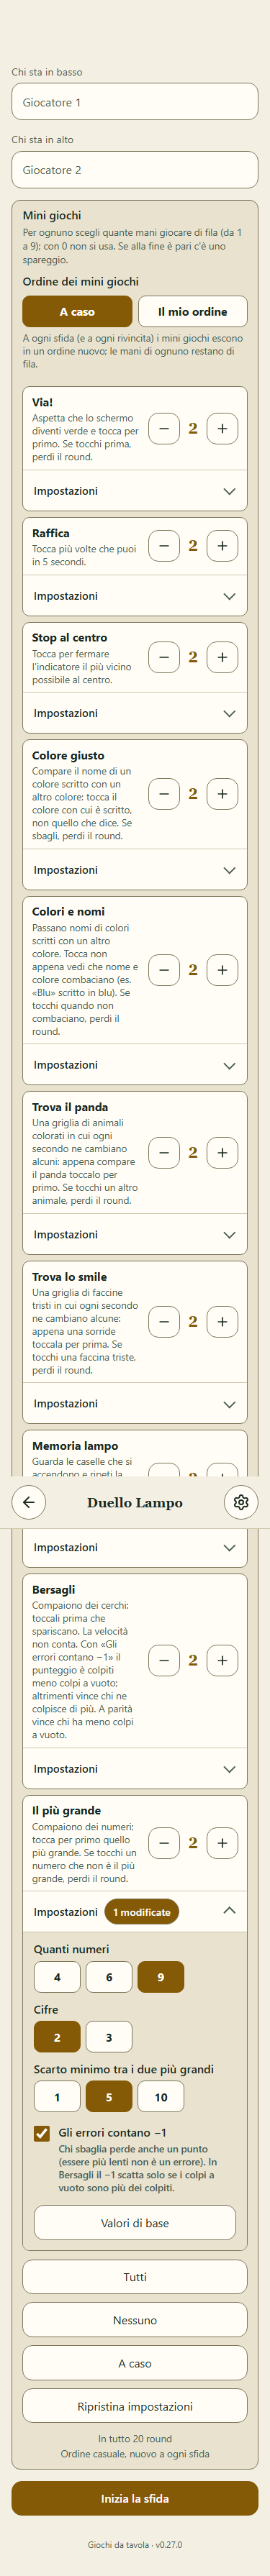 Chi sta in basso
Giocatore 1
Chi sta in alto
Giocatore 2
Mini giochi
Per ognuno scegli quante mani giocare di fila (da 1
a 9); con 0 non si usa. Se alla fine è pari c'è uno
spareggio.
Ordine dei mini giochi
A caso
Il mio ordine
A ogni sfida (e a ogni rivincita) i mini giochi escono
in un ordine nuovo; le mani di ognuno restano di
fila.
Via!
Aspetta che lo schermo
diventi verde e tocca per
primo. Se tocchi prima,
perdi il round.
− 2 +
Impostazioni
Raffica
Tocca più volte che puoi
in 5 secondi.
− 2 +
Impostazioni
Stop al centro
Tocca per fermare
l'indicatore il più vicino
possibile al centro.
− 2 +
Impostazioni
Colore giusto
Compare il nome di un
colore scritto con un
altro colore: tocca il
colore con cui è scritto,
non quello che dice. Se
sbagli, perdi il round.
− 2 +
Impostazioni
Colori e nomi
Passano nomi di colori
scritti con un altro
colore. Tocca non
appena vedi che nome e
colore combaciano (es.
«Blu» scritto in blu). Se
tocchi quando non
combaciano, perdi il
round.
− 2 +
Impostazioni
Trova il panda
Una griglia di animali
colorati in cui ogni
secondo ne cambiano
alcuni: appena compare
il panda toccalo per
primo. Se tocchi un altro
animale, perdi il round.
− 2 +
Impostazioni
Trova lo smile
Una griglia di faccine
tristi in cui ogni secondo
ne cambiano alcune:
appena una sorride
toccala per prima. Se
tocchi una faccina triste,
perdi il round.
− 2 +
Impostazioni
Memoria lampo
Guarda le caselle che si
accendono e ripeti la
Duello Lampo
Impostazioni
Bersagli
Compaiono dei cerchi:
toccali prima che
spariscano. La velocità
non conta. Con «Gli
errori contano −1» il
punteggio è colpiti
meno colpi a vuoto;
altrimenti vince chi ne
colpisce di più. A parità
vince chi ha meno colpi
a vuoto.
− 2 +
Impostazioni
Il più grande
Compaiono dei numeri:
tocca per primo quello
più grande. Se tocchi un
numero che non è il più
grande, perdi il round.
− 2 +
Impostazioni 1 modificate
Quanti numeri
4 6 9
Cifre
2 3
Scarto minimo tra i due più grandi
1 5 10
Gli errori contano −1
Chi sbaglia perde anche un punto
(essere più lenti non è un errore). In
Bersagli il −1 scatta solo se i colpi a
vuoto sono più dei colpiti.
Valori di base
Tutti
Nessuno
A caso
Ripristina impostazioni
In tutto 20 round
Ordine casuale, nuovo a ogni sfida
Inizia la sfida
Giochi da tavola · v0.27.0